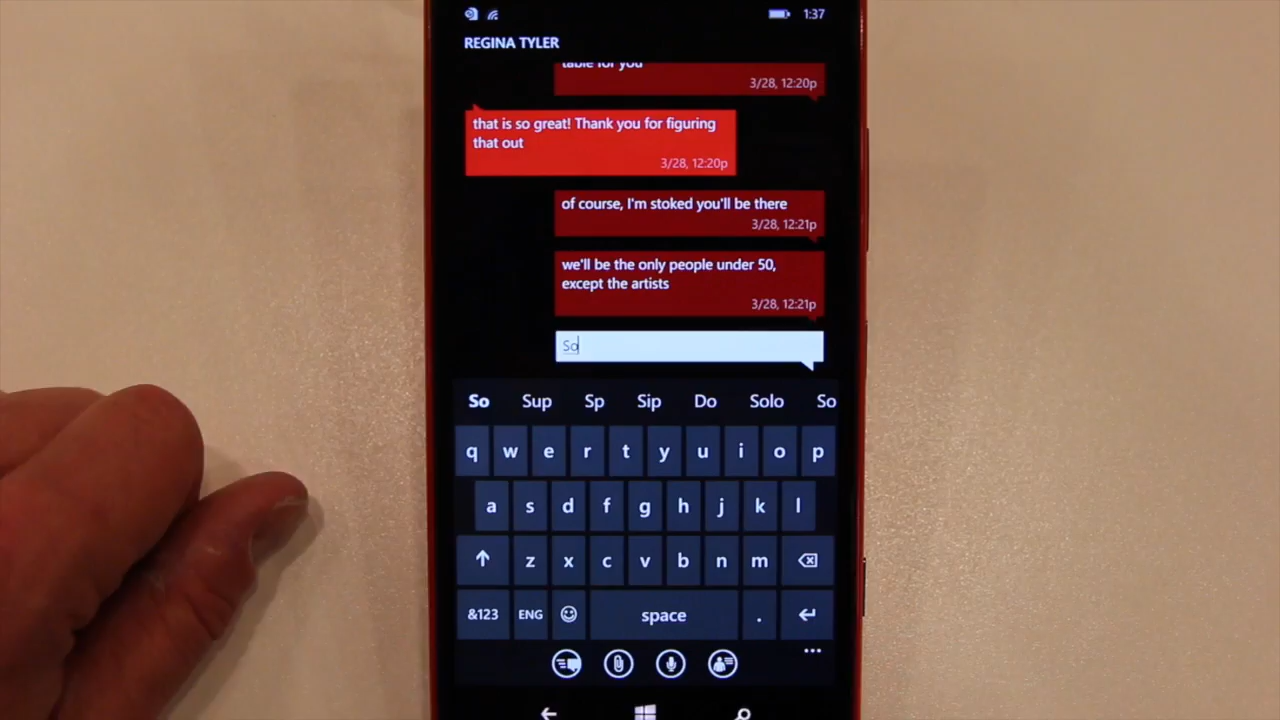 1:37
REGINA TYLER
table for you
3/28, 12:20p
that is so great! Thank you for figuring
that out
3/28, 12:20p
of course, I'm stoked you'll be there
3/28, 12:21p
we'll be the only people under 50,
except the artists
3/28, 12:21p
So
So Sup Sp Sip Do Solo So
q w e r t y u i o p
a s d f g h j k l
z x c v b n m
&123 ENG space .